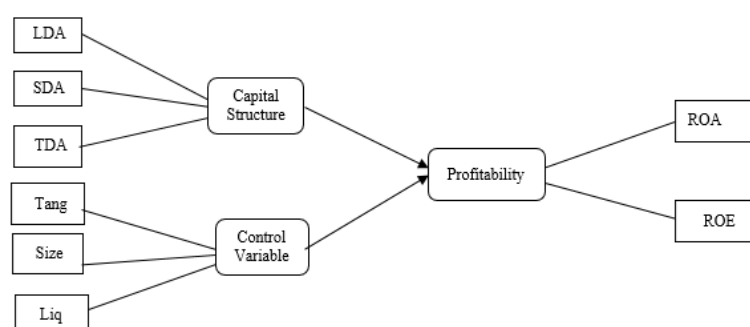 LDA
SDA
TDA
Tang
Size
Liq
Capital
Structure
Control
Variable
Profitability
ROA
ROE